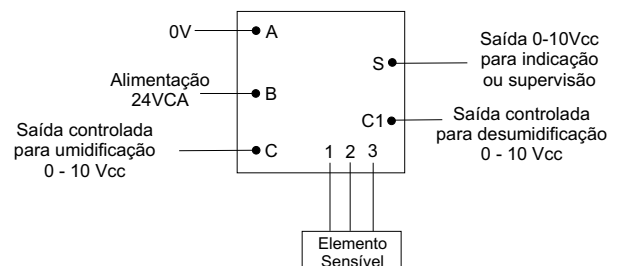 0V
A
Alimentação
24VCA
B
Saída controlada
para umidificação
0 - 10 Vcc
C
S
Saída 0-10Vcc
para indicação
ou supervisão
C1
Saída controlada
para desumidificação
0 - 10 Vcc
1 2 3
Elemento
Sensível